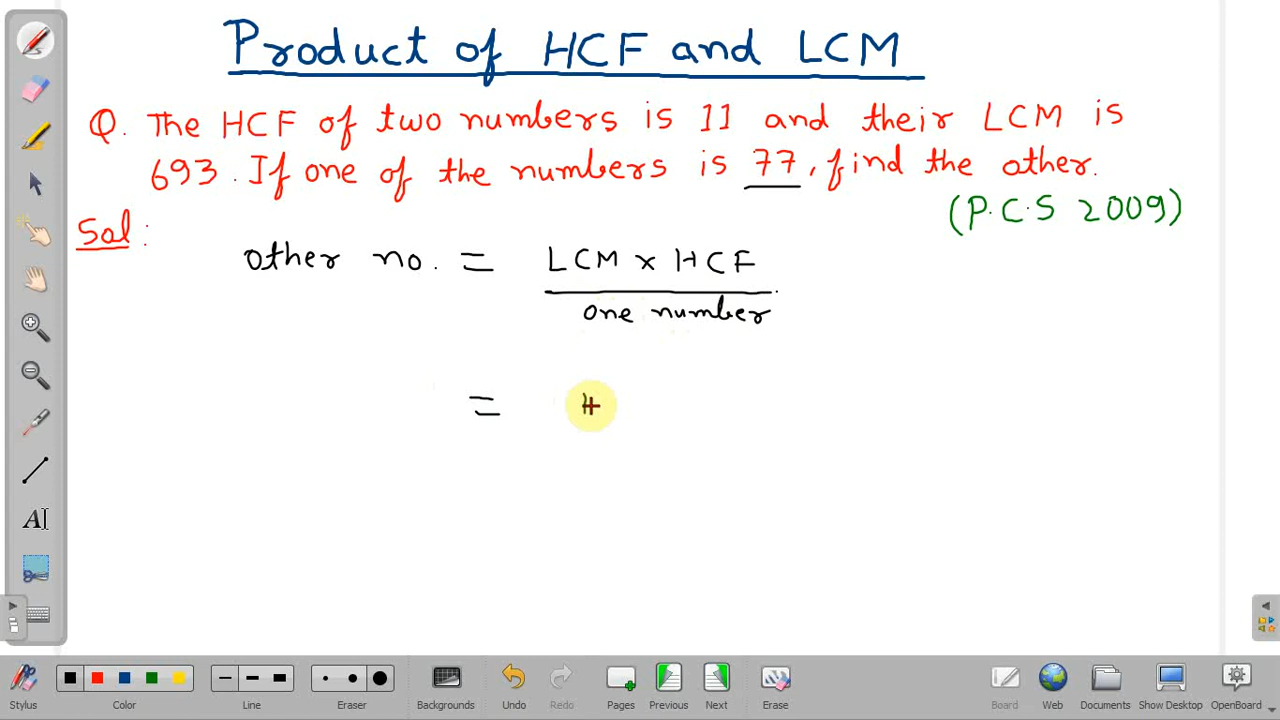 Product of HCF and LCM
Q. The HCF of two numbers is 11 and their LCM is
693. If one of the numbers is 77, find the other.
(P.C.S 2009)
Sol:
other no. = LCM x HCF
one number
=
AI
Stylus
Color
Line
Eraser
Backgrounds
Undo
Redo
Pages
Previous
Next
Erase
Board
Web
Documents
Show Desktop
OpenBoard